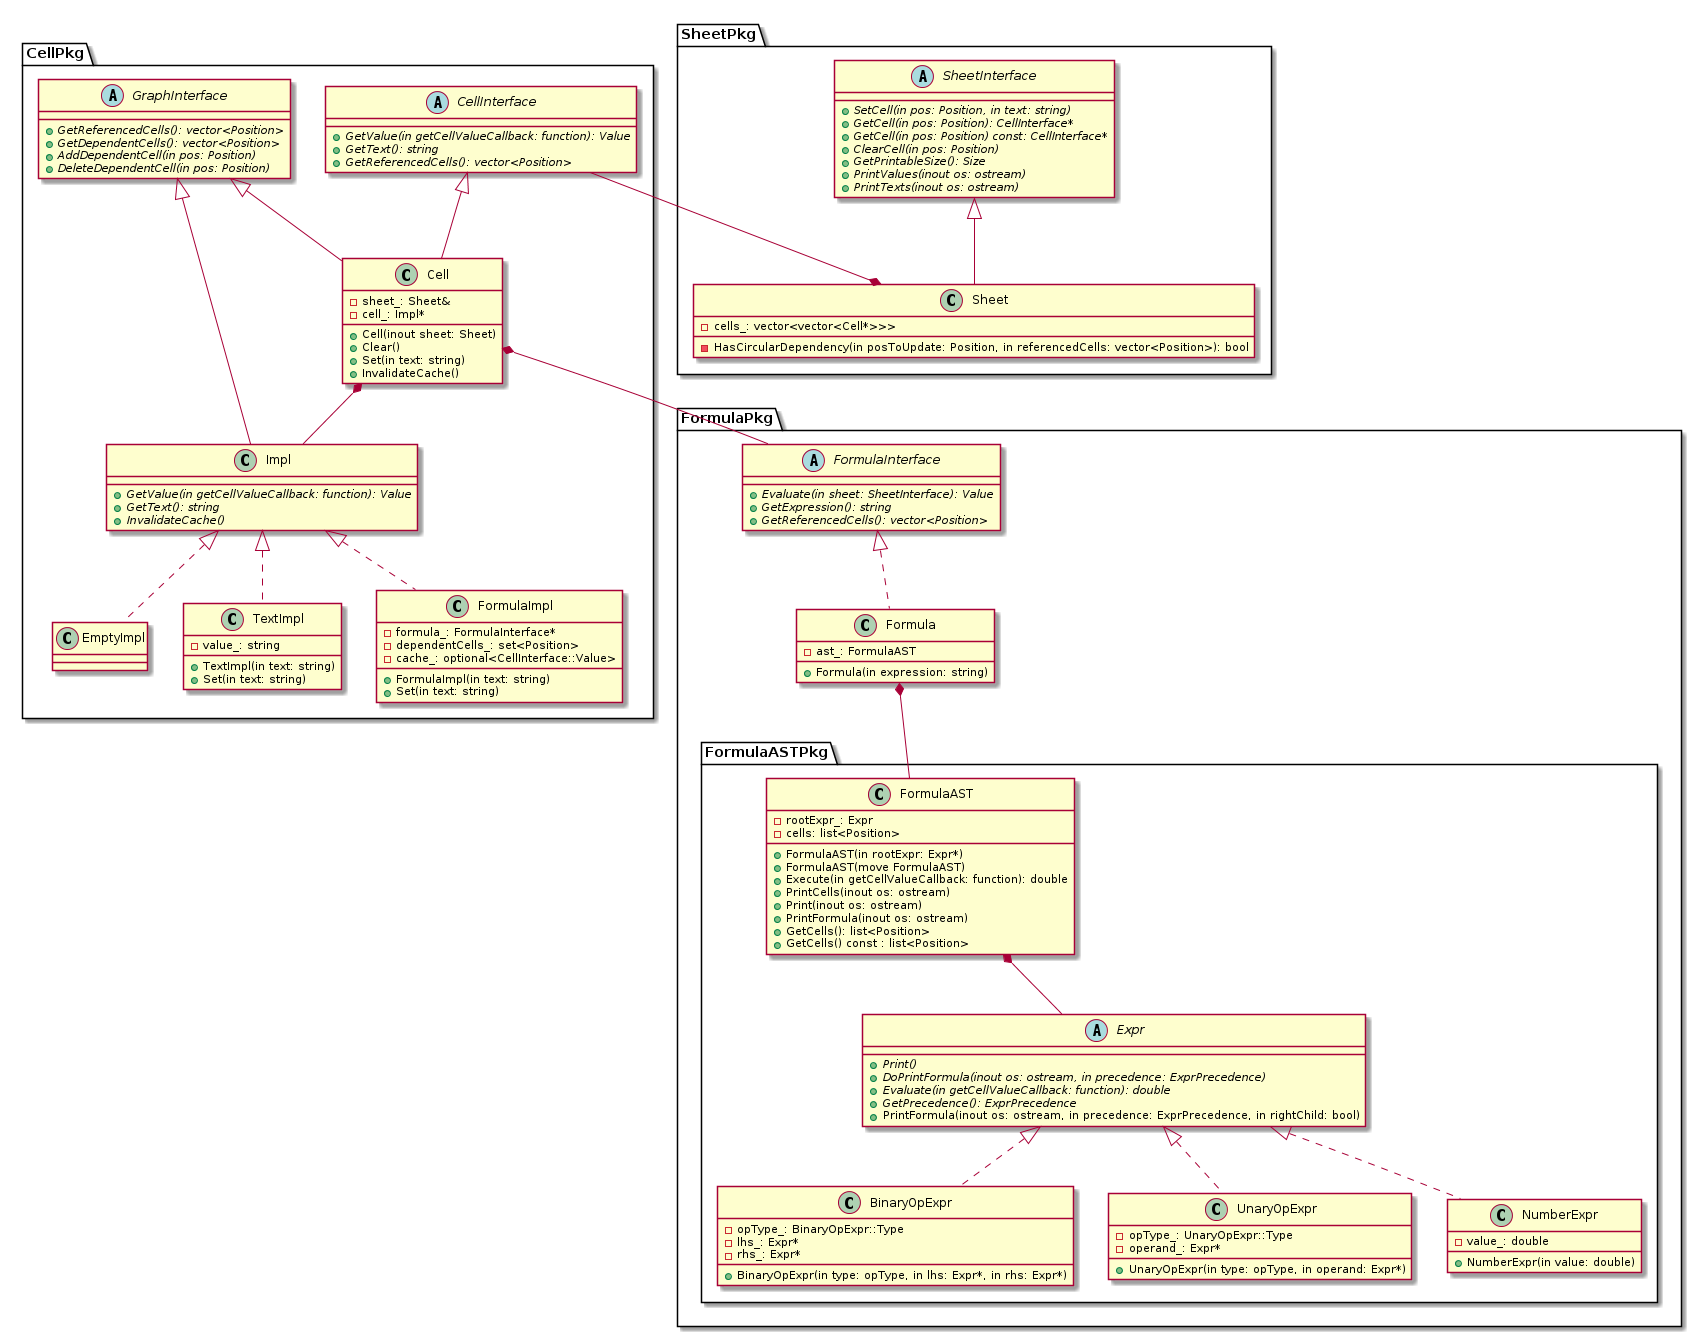 CellPkg
A GraphInterface
GetReferencedCells(): vector<Position>
GetDependentCells(): vector<Position>
AddDependentCell(in pos: Position)
DeleteDependentCell(in pos: Position)
A CellInterface
GetValue(in getCellValueCallback: function): Value
GetText(): string
GetReferencedCells(): vector<Position>
C Cell
sheet_: Sheet&
cell_: Impl*
Cell(inout sheet: Sheet)
Clear()
Set(in text: string)
InvalidateCache()
C Impl
GetValue(in getCellValueCallback: function): Value
GetText(): string
InvalidateCache()
C EmptyImpl
C TextImpl
value_: string
TextImpl(in text: string)
Set(in text: string)
C FormulaImpl
formula_: FormulaInterface*
dependentCells_: set<Position>
cache_: optional<CellInterface::Value>
FormulaImpl(in text: string)
Set(in text: string)
SheetPkg
A SheetInterface
SetCell(in pos: Position, in text: string)
GetCell(in pos: Position): CellInterface*
GetCell(in pos: Position) const: CellInterface*
ClearCell(in pos: Position)
GetPrintableSize(): Size
PrintValues(inout os: ostream)
PrintTexts(inout os: ostream)
C Sheet
cells_: vector<vector<Cell*>>>
HasCircularDependency(in posToUpdate: Position, in referencedCells: vector<Position>): bool
FormulaPkg
A FormulaInterface
Evaluate(in sheet: SheetInterface): Value
GetExpression(): string
GetReferencedCells(): vector<Position>
C Formula
ast_: FormulaAST
Formula(in expression: string)
FormulaASTPkg
C FormulaAST
rootExpr_: Expr
cells: list<Position>
FormulaAST(in rootExpr: Expr*)
FormulaAST(move FormulaAST)
Execute(in getCellValueCallback: function): double
PrintCells(inout os: ostream)
Print(inout os: ostream)
PrintFormula(inout os: ostream)
GetCells(): list<Position>
GetCells() const : list<Position>
A Expr
Print()
DoPrintFormula(inout os: ostream, in precedence: ExprPrecedence)
Evaluate(in getCellValueCallback: function): double
GetPrecedence(): ExprPrecedence
PrintFormula(inout os: ostream, in precedence: ExprPrecedence, in rightChild: bool)
C BinaryOpExpr
opType_: BinaryOpExpr::Type
lhs_: Expr*
rhs_: Expr*
BinaryOpExpr(in type: opType, in lhs: Expr*, in rhs: Expr*)
C UnaryOpExpr
opType_: UnaryOpExpr::Type
operand_: Expr*
UnaryOpExpr(in type: opType, in operand: Expr*)
C NumberExpr
value_: double
NumberExpr(in value: double)